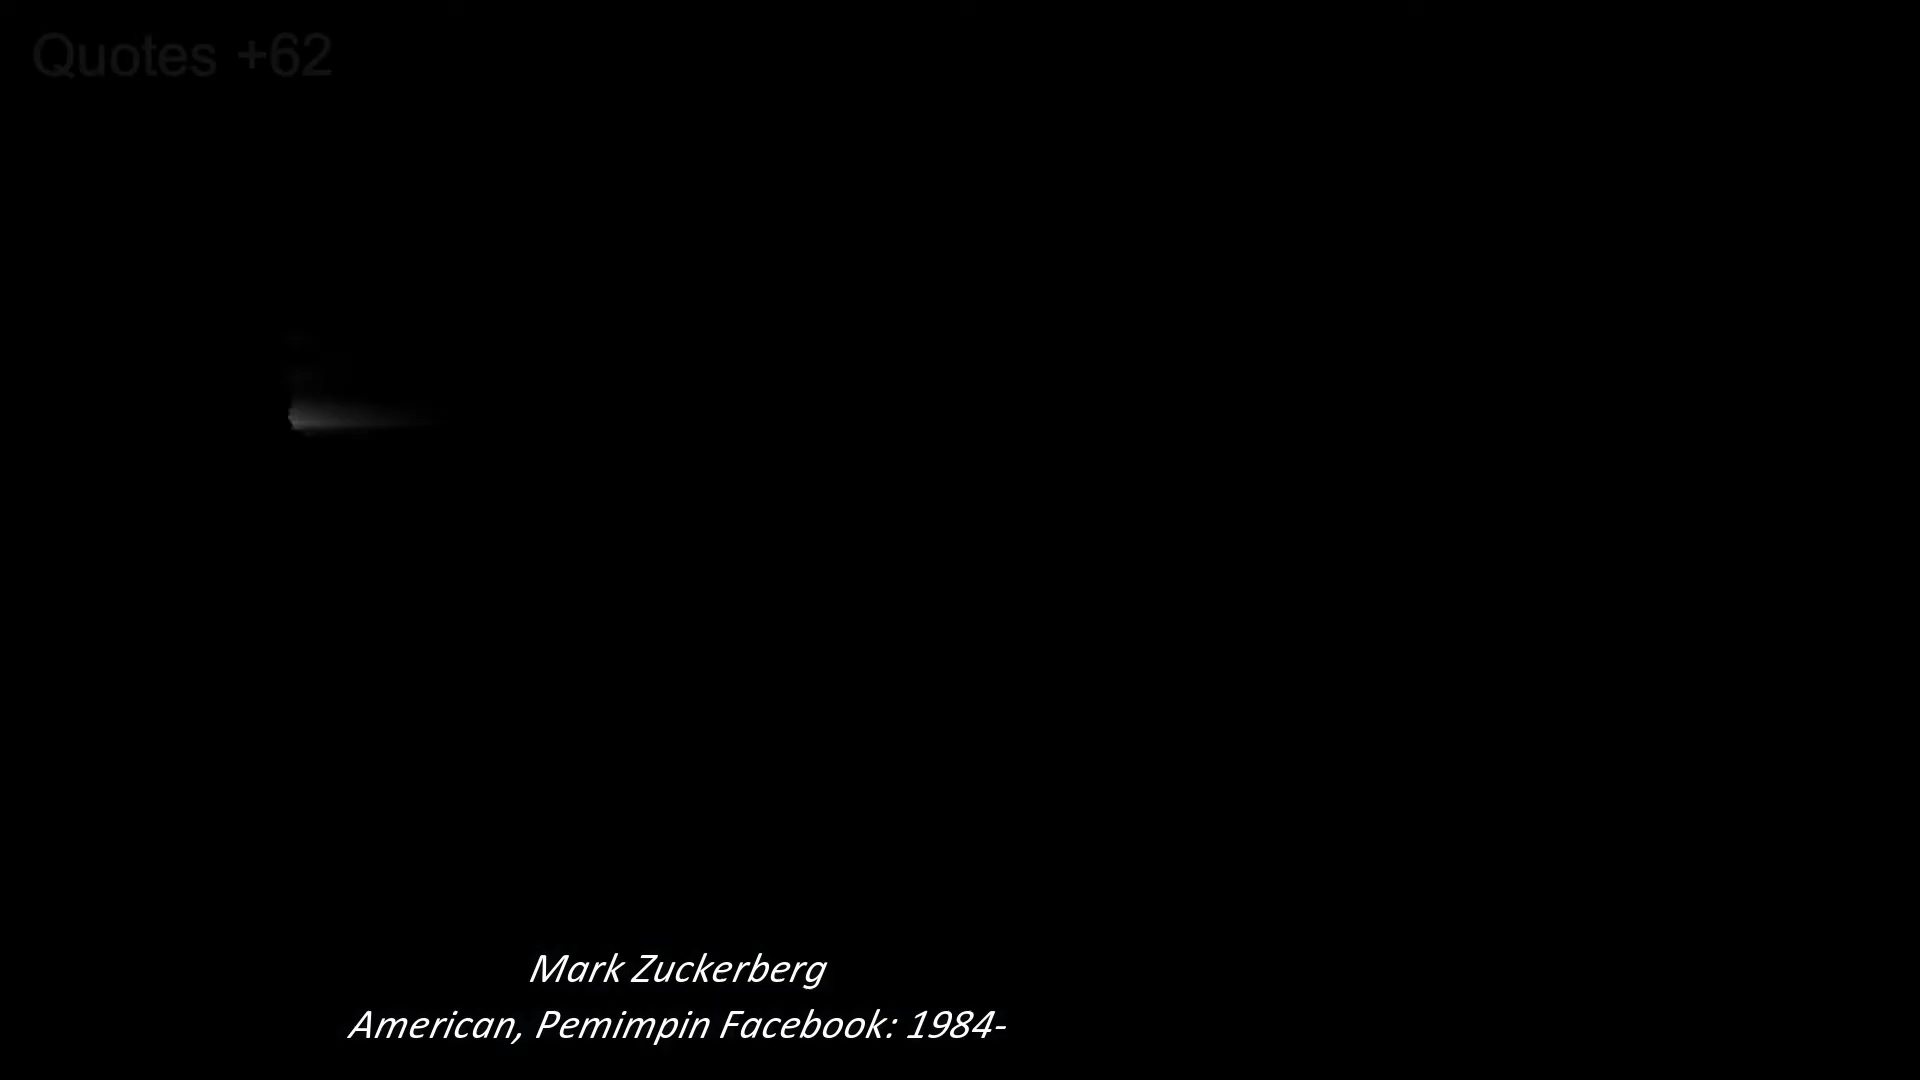 Quotes +62
Mark Zuckerberg
American, Pemimpin Facebook: 1984-